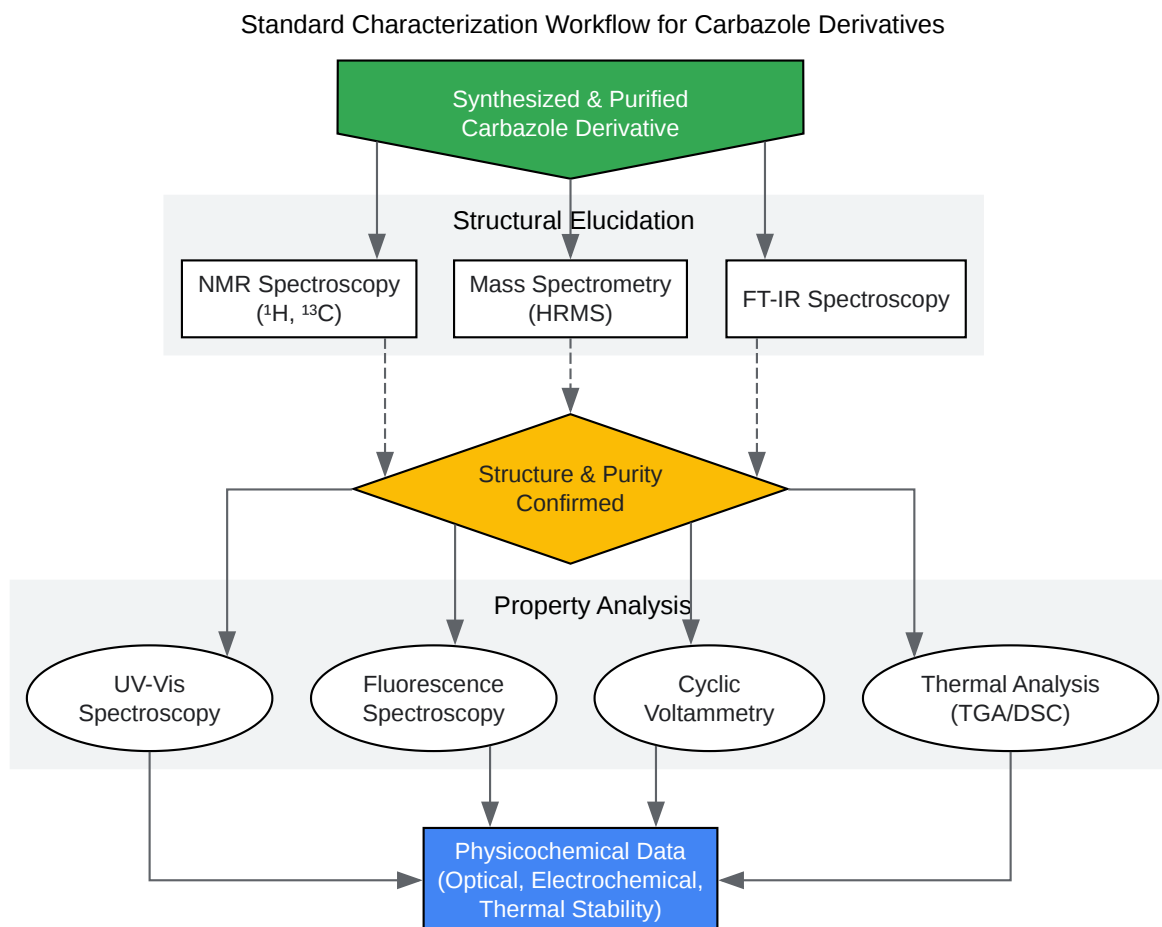 Standard Characterization Workflow for Carbazole Derivatives
Synthesized & Purified
Carbazole Derivative
Structural Elucidation
NMR Spectroscopy
(¹H, ¹³C)
Mass Spectrometry
(HRMS)
FT-IR Spectroscopy
Structure & Purity
Confirmed
Property Analysis
UV-Vis
Spectroscopy
Fluorescence
Spectroscopy
Cyclic
Voltammetry
Thermal Analysis
(TGA/DSC)
Physicochemical Data
(Optical, Electrochemical,
Thermal Stability)